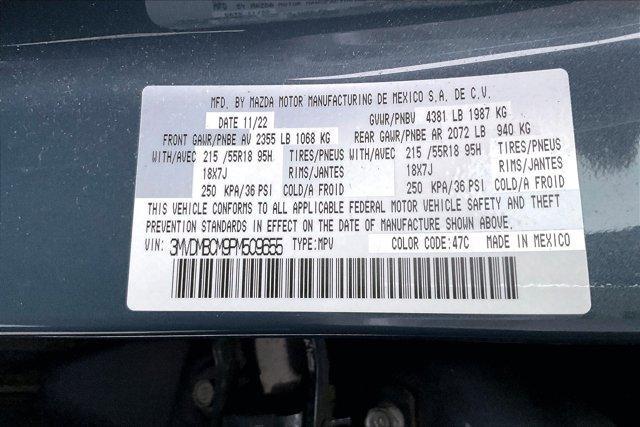 MFD. BY MAZDA MOTOR MANUFACTURING DE MEXICO S.A. DE C.V.
DATE 11/22 GVWR/PNBV 4381 LB 1987 KG
FRONT GAWR/PNBE AV 2355 LB 1068 KG REAR GAWR/PNBE AR 2072 LB 940 KG
WITH/AVEC 215 /55R18 95H TIRES/PNEUS WITH/AVEC 215 /55R18 95H TIRES/PNEUS
18X7J RIMS/JANTES 18X7J RIMS/JANTES
250 KPA/36 PSI COLD/A FROID 250 KPA/36 PSI COLD/A FROID
THIS VEHICLE CONFORMS TO ALL APPLICABLE FEDERAL MOTOR VEHICLE SAFETY AND THEFT
PREVENTION STANDARDS IN EFFECT ON THE DATE OF MANUFACTURE SHOWN ABOVE.
VIN: 3MVDMBCM9PM509655 TYPE:MPV COLOR CODE:47C MADE IN MEXICO